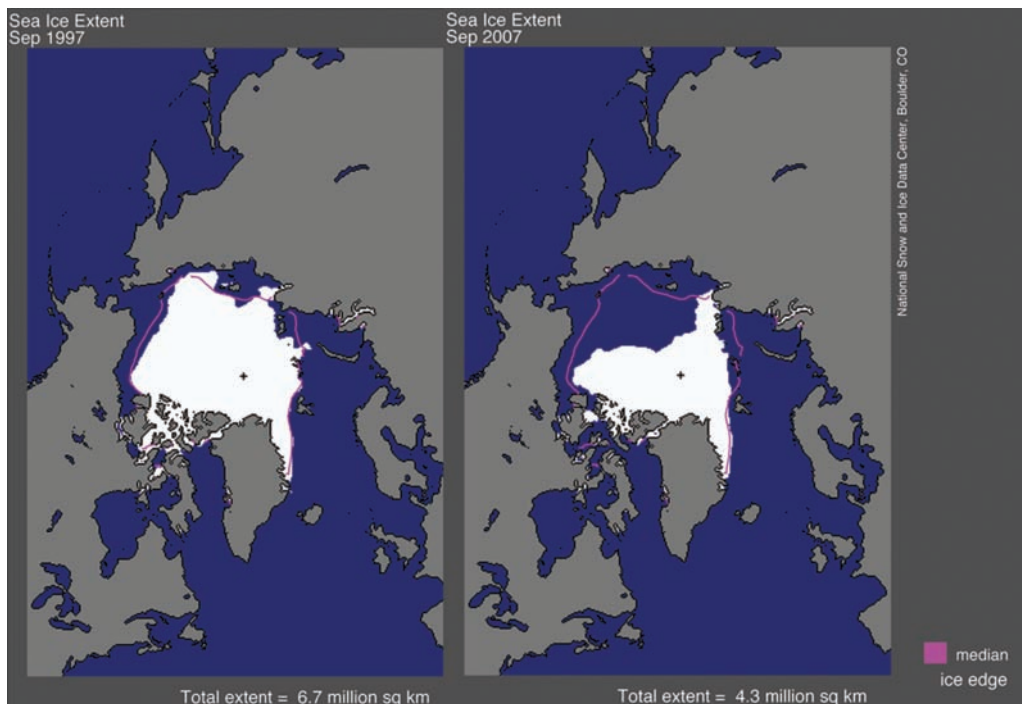 Sea Ice Extent
Sep 1997
Sea Ice Extent
Sep 2007
National Snow and Ice Data Center, Boulder, CO
median
ice edge
Total extent = 6.7 million sq km
Total extent = 4.3 million sq km